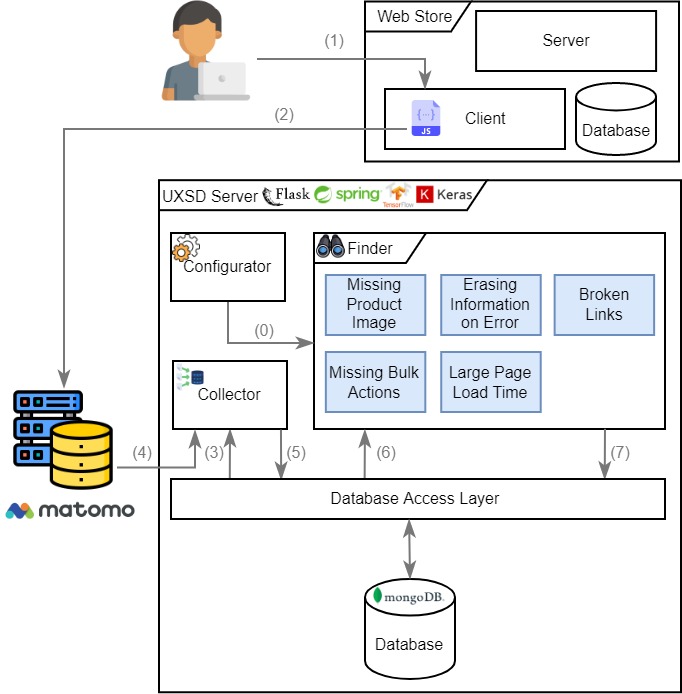 (1)
Web Store
Server
(2)
{...}
JS
Client
Database
UXSD Server
Flask
spring
TensorFlow
K Keras
Configurator
Finder
Missing
Product
Image
Erasing
Information
on Error
Broken
Links
(0)
Collector
Missing Bulk
Actions
Large Page
Load Time
(4)
(3)
(5)
(6)
(7)
matomo
Database Access Layer
mongoDB.
Database